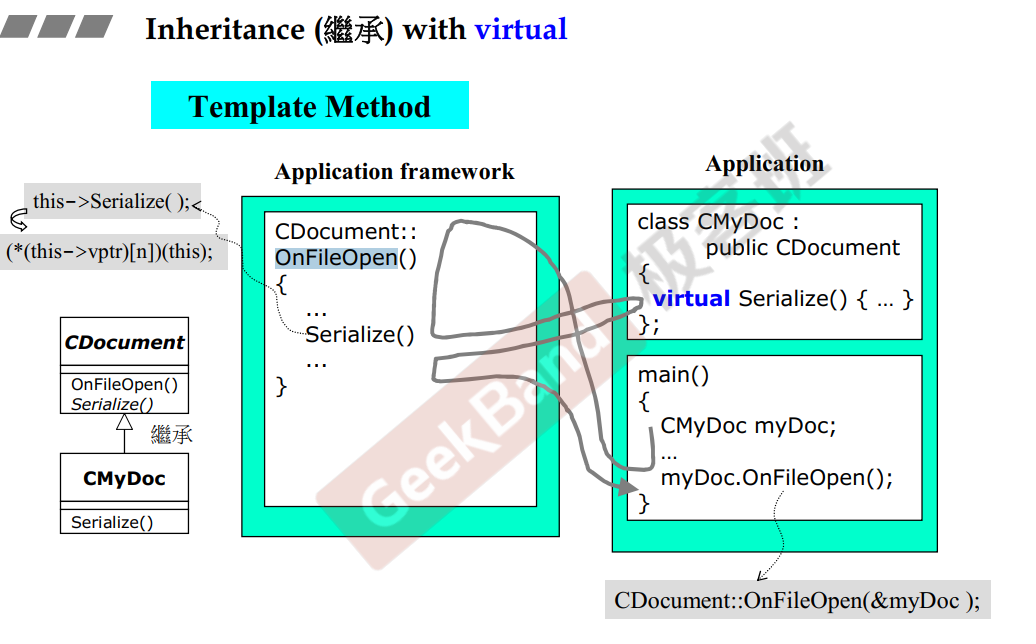 Inheritance (繼承) with virtual
Template Method
Application framework
Application
this->Serialize( );
(*(this->vptr)[n])(this);
CDocument::
OnFileOpen()
{
...
Serialize()
...
}
class CMyDoc :
public CDocument
{
virtual Serialize() { ... }
};
main()
{
CMyDoc myDoc;
...
myDoc.OnFileOpen();
}
CDocument
OnFileOpen()
Serialize()
繼承
CMyDoc
Serialize()
CDocument::OnFileOpen(&myDoc );
GeekBand 极客班